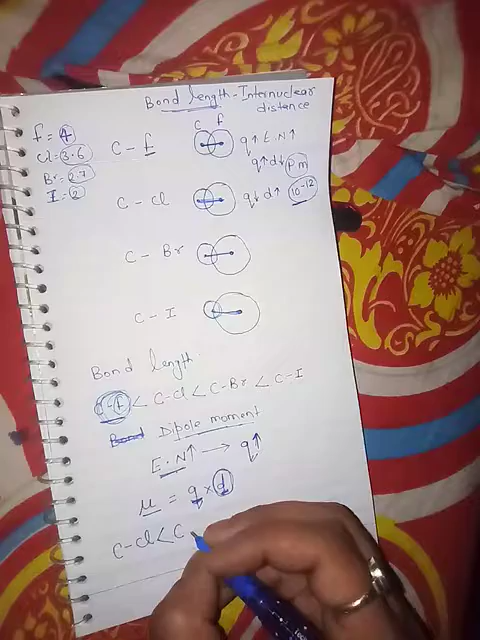 Bond length - Internuclear
distance
f = 4
Cl = 3.6
Br = 2.7
I = 2
C f
C - f
q↑ E.N↑
q↑ d↓ pm
C - Cl
q↓ d↑ 10-12
C - Br
C - I
Bond length
C-f < C-Cl < C-Br < C-I
Dipole moment
E.N↑ → q↑
μ = q × d
C-Cl < C